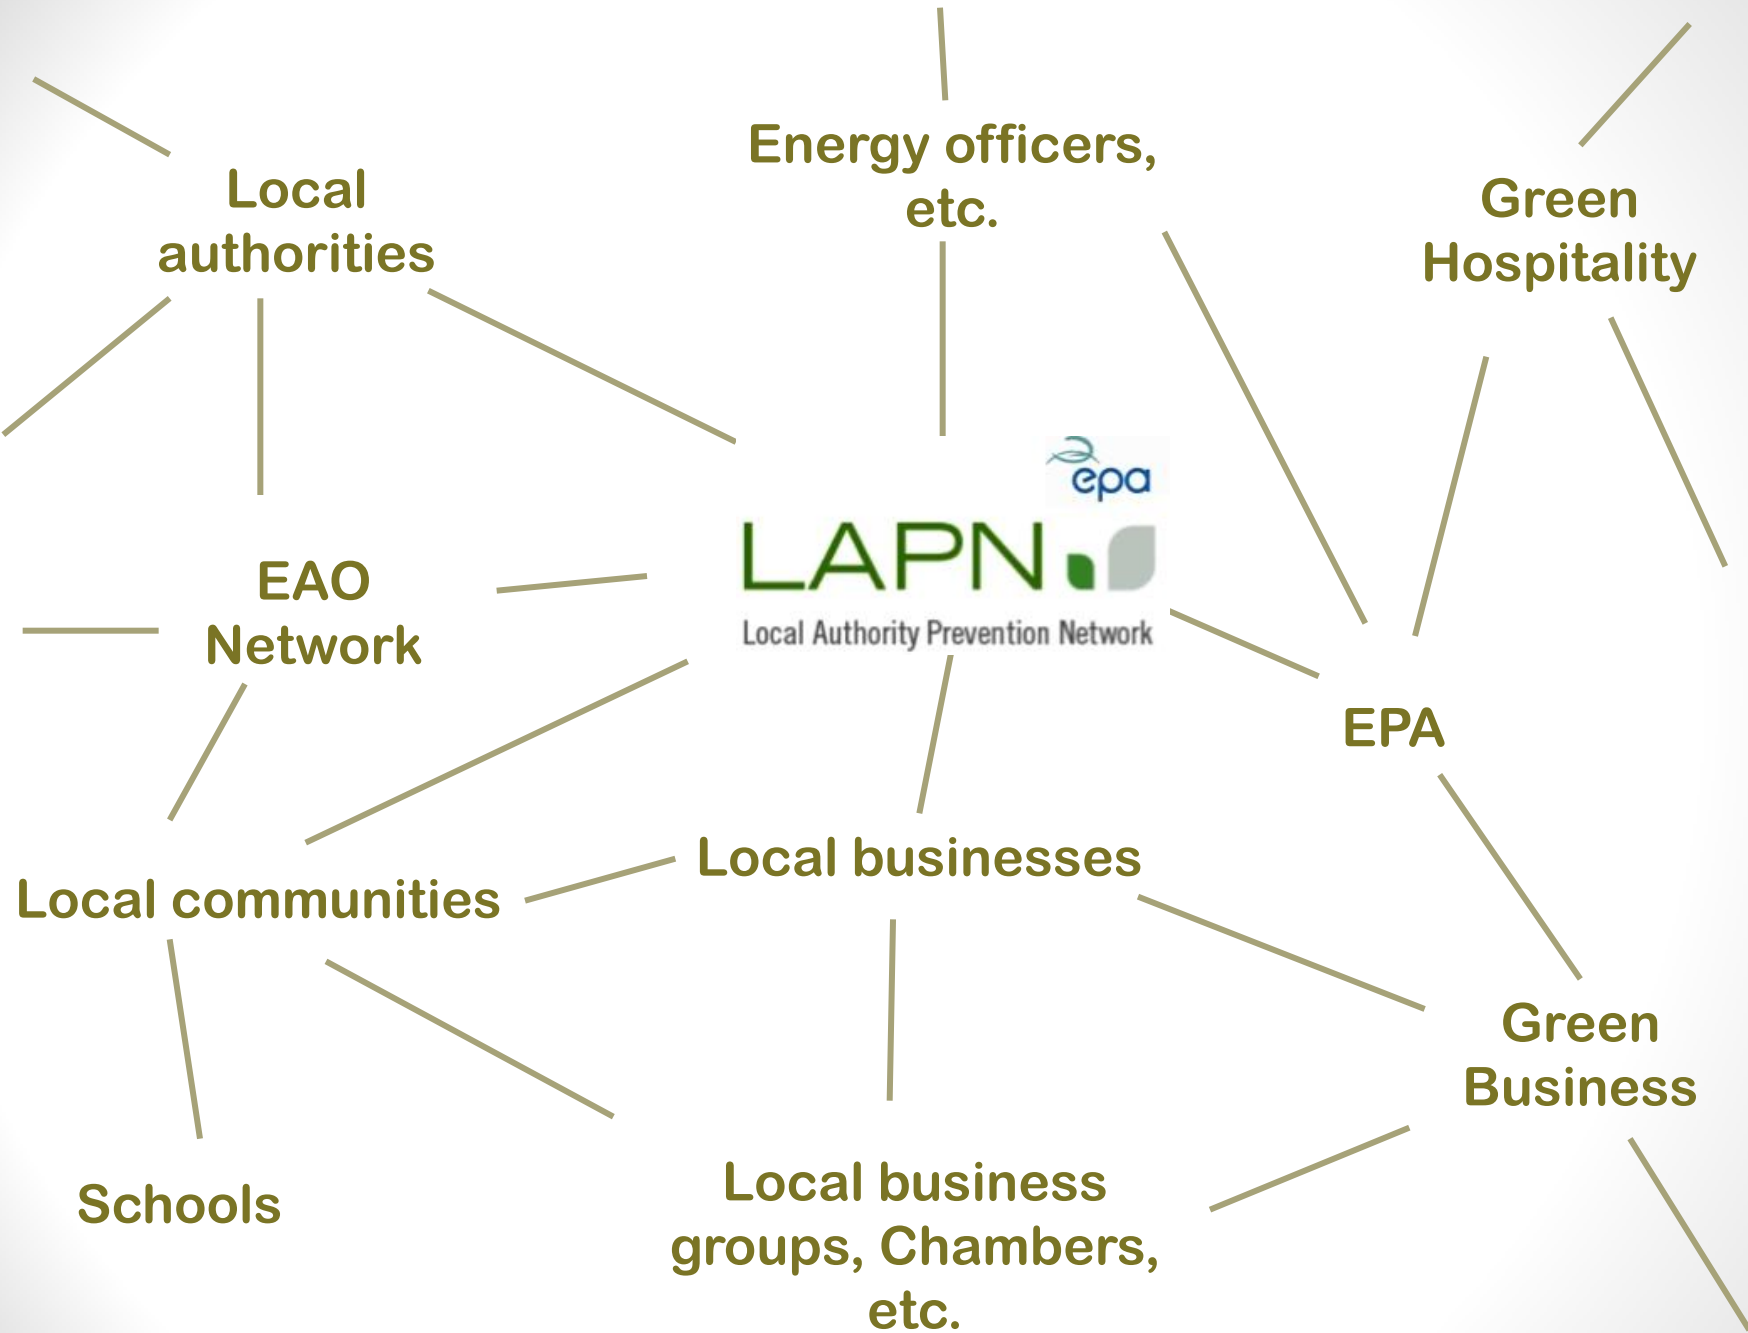 Energy officers,
etc.
Local
authorities
Green
Hospitality
epa
LAPN
Local Authority Prevention Network
EAO
Network
EPA
Local businesses
Local communities
Green
Business
Schools
Local business
groups, Chambers,
etc.